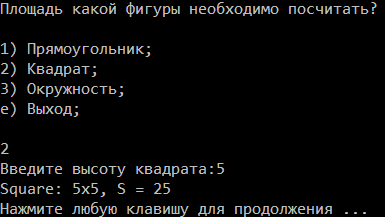 Площадь какой фигуры необходимо посчитать?
1) Прямоугольник;
2) Квадрат;
3) Окружность;
e) Выход;
2
Введите высоту квадрата:5
Square: 5x5, S = 25
Нажмите любую клавишу для продолжения ...